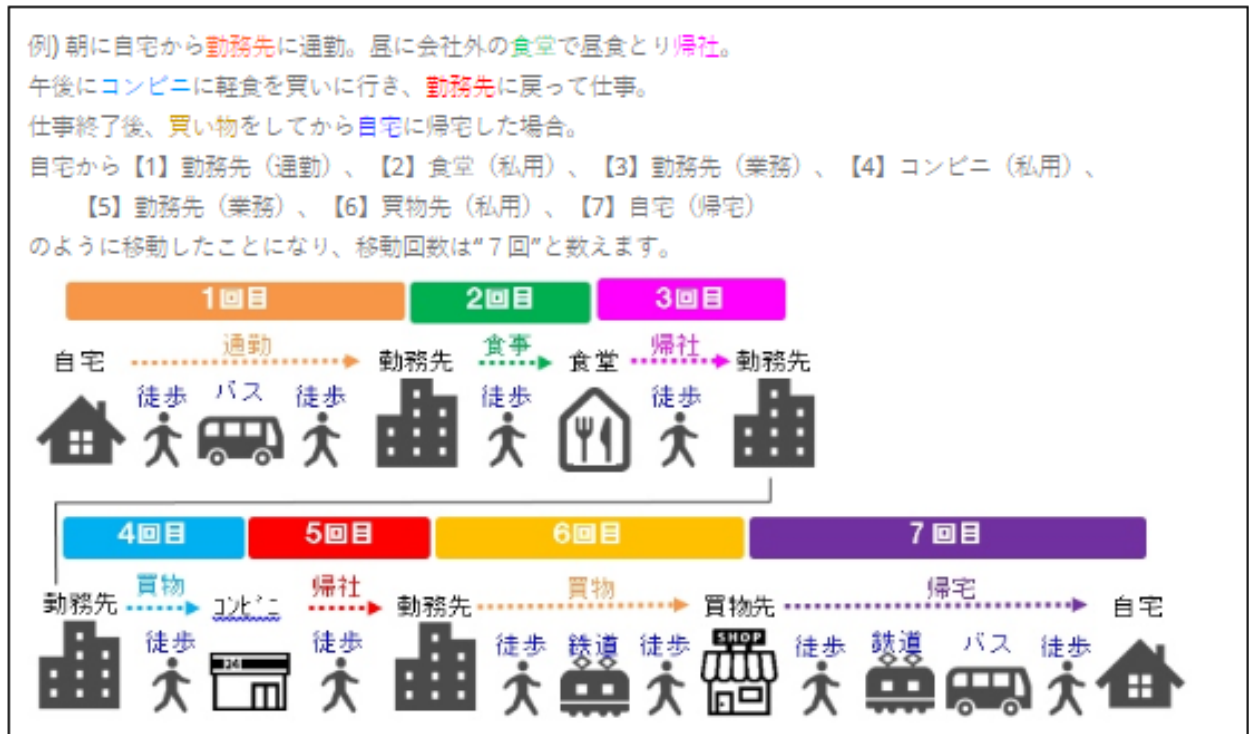 例) 朝に自宅から勤務先に通勤。昼に会社外の食堂で昼食とり帰社。
午後にコンビニに軽食を買いに行き、勤務先に戻って仕事。
仕事終了後、買い物をしてから自宅に帰宅した場合。
自宅から【1】勤務先（通勤）、【2】食堂（私用）、【3】勤務先（業務）、【4】コンビニ（私用）、
【5】勤務先（業務）、【6】買物先（私用）、【7】自宅（帰宅）
のように移動したことになり、移動回数は“７回”と数えます。
1回目 2回目 3回目
自宅 通勤 勤務先 食事 食堂 帰社 勤務先
徒歩 バス 徒歩 徒歩 徒歩
4回目 5回目 6回目 7回目
勤務先 買物 コンビニ 帰社 勤務先 買物 買物先 帰宅 自宅
徒歩 徒歩 徒歩 鉄道 徒歩 SHOP 徒歩 鉄道 バス 徒歩
24